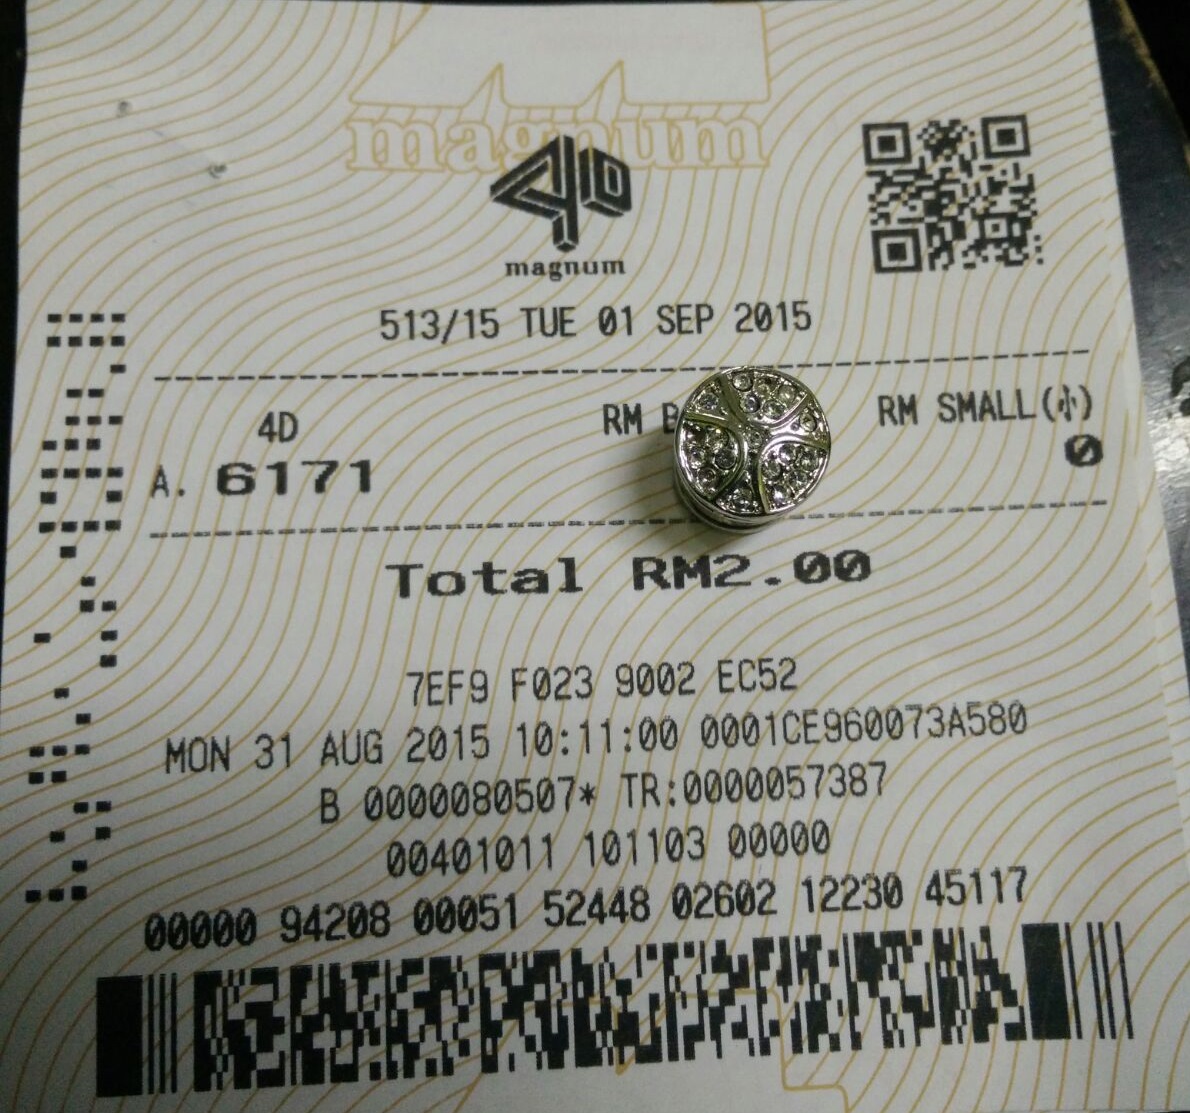 magnum
4D
magnum
513/15 TUE 01 SEP 2015
4D RM RM SMALL(小)
A. 6171 0
Total RM2.00
7EF9 F023 9002 EC52
MON 31 AUG 2015 10:11:00 0001CE960073A580
B 0000080507* TR:0000057387
00401011 101103 00000
00000 94208 00051 52448 02602 12230 45117